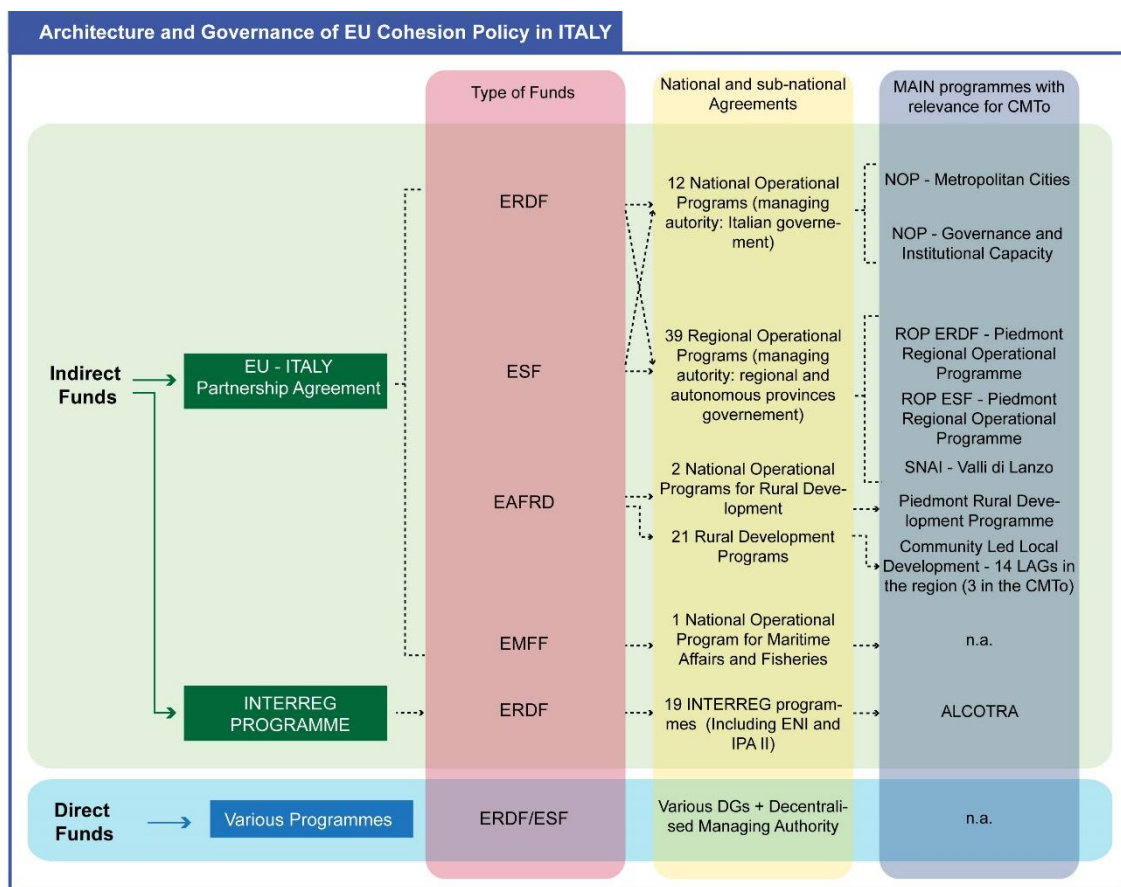 Architecture and Governance of EU Cohesion Policy in ITALY
Type of Funds
National and sub-national
Agreements
MAIN programmes with
relevance for CMTo
Indirect
Funds
EU - ITALY
Partnership Agreement
ERDF
12 National Operational
Programs (managing
autority: Italian governe-
ment)
NOP - Metropolitan Cities
NOP - Governance and
Institutional Capacity
ESF
39 Regional Operational
Programs (managing
autority: regional and
autonomous provinces
governement)
ROP ERDF - Piedmont
Regional Operational
Programme
ROP ESF - Piedmont
Regional Operational
Programme
SNAI - Valli di Lanzo
EAFRD
2 National Operational
Programs for Rural Deve-
lopment
21 Rural Development
Programs
Piedmont Rural Deve-
lopment Programme
Community Led Local
Development - 14 LAGs in
the region (3 in the CMTo)
EMFF
1 National Operational
Program for Maritime
Affairs and Fisheries
n.a.
INTERREG
PROGRAMME
ERDF
19 INTERREG program-
mes (Including ENI and
IPA II)
ALCOTRA
Direct
Funds
Various Programmes
ERDF/ESF
Various DGs + Decentrali-
sed Managing Authority
n.a.